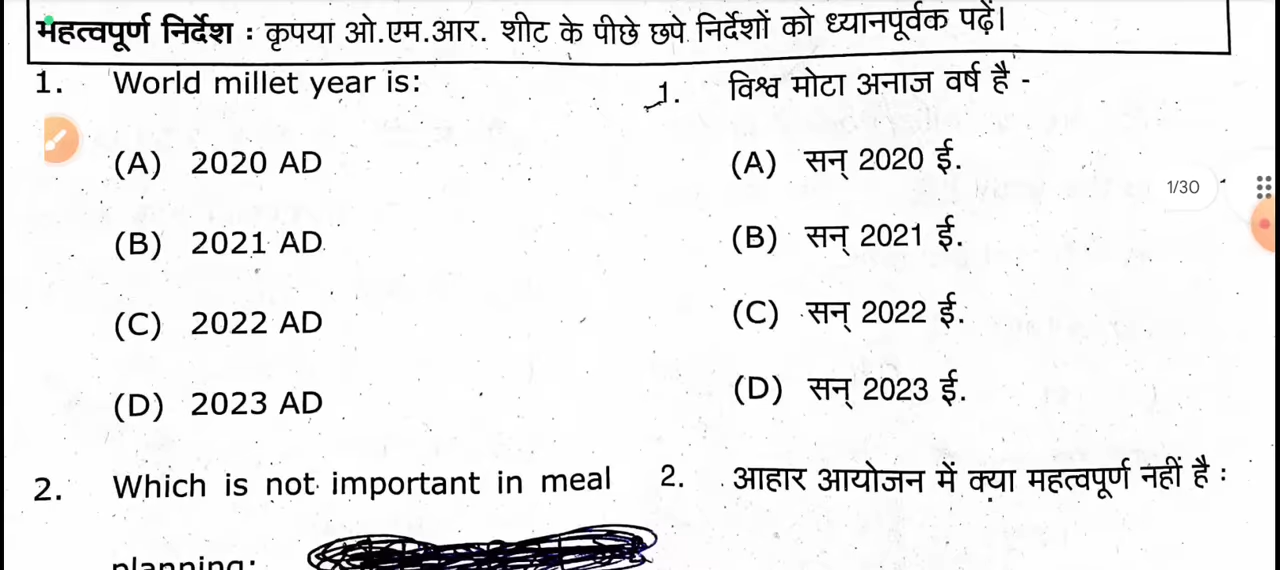 महत्वपूर्ण निर्देश : कृपया ओ.एम.आर. शीट के पीछे छपे निर्देशों को ध्यानपूर्वक पढ़ें।
1. World millet year is:
(A) 2020 AD
(B) 2021 AD
(C) 2022 AD
(D) 2023 AD
2. Which is not important in meal
planning:
1. विश्व मोटा अनाज वर्ष है -
(A) सन् 2020 ई.
(B) सन् 2021 ई.
(C) सन् 2022 ई.
(D) सन् 2023 ई.
2. आहार आयोजन में क्या महत्वपूर्ण नहीं है :
1/30